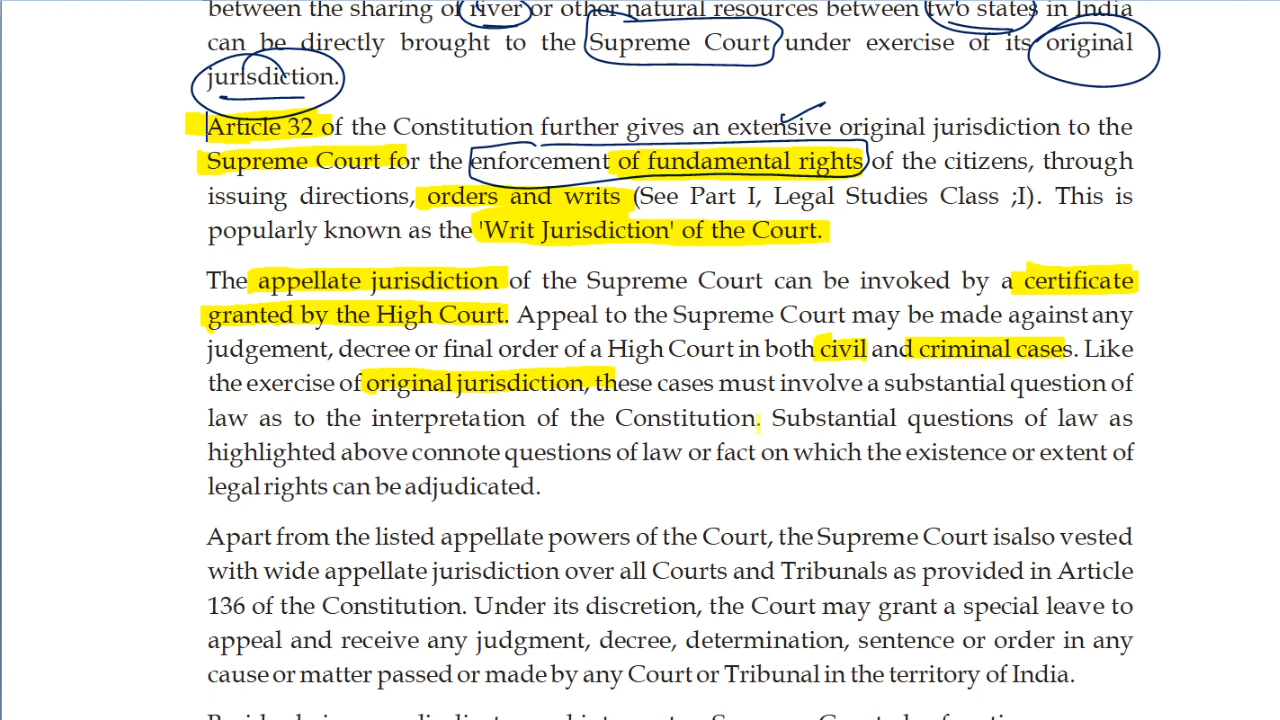 between the sharing of river or other natural resources between two states in India
can be directly brought to the Supreme Court under exercise of its original
jurisdiction.
Article 32 of the Constitution further gives an extensive original jurisdiction to the
Supreme Court for the enforcement of fundamental rights of the citizens, through
issuing directions, orders and writs (See Part I, Legal Studies Class ;I). This is
popularly known as the 'Writ Jurisdiction' of the Court.
The appellate jurisdiction of the Supreme Court can be invoked by a certificate
granted by the High Court. Appeal to the Supreme Court may be made against any
judgement, decree or final order of a High Court in both civil and criminal cases. Like
the exercise of original jurisdiction, these cases must involve a substantial question of
law as to the interpretation of the Constitution. Substantial questions of law as
highlighted above connote questions of law or fact on which the existence or extent of
legal rights can be adjudicated.
Apart from the listed appellate powers of the Court, the Supreme Court isalso vested
with wide appellate jurisdiction over all Courts and Tribunals as provided in Article
136 of the Constitution. Under its discretion, the Court may grant a special leave to
appeal and receive any judgment, decree, determination, sentence or order in any
cause or matter passed or made by any Court or Tribunal in the territory of India.